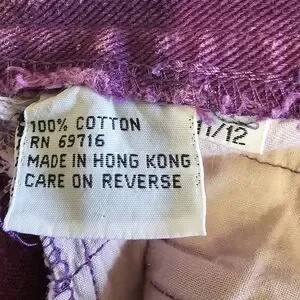 100% COTTON
RN 69716
MADE IN HONG KONG
CARE ON REVERSE
11/12